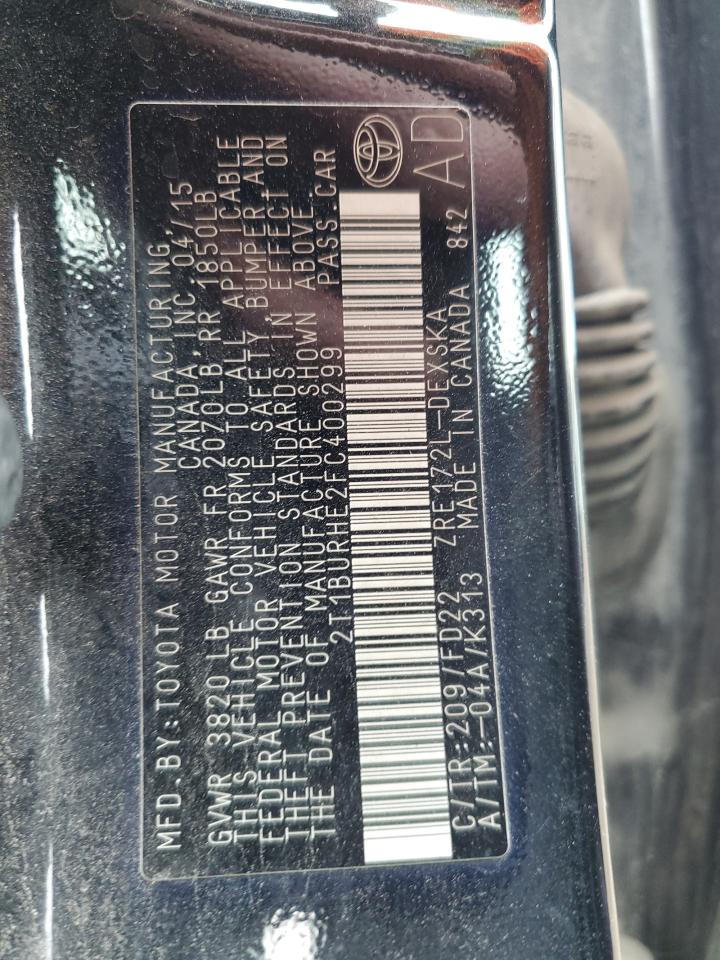 MFD.BY:TOYOTA MOTOR MANUFACTURING,
CANADA, INC. 04/15
GVWR 3820 LB GAWR FR 2070LB, RR 1850LB
THIS VEHICLE CONFORMS TO ALL APPLICABLE
FEDERAL MOTOR VEHICLE SAFETY BUMPER AND
THEFT PREVENTION STANDARDS IN EFFECT ON
THE DATE OF MANUFACTURE SHOWN ABOVE
2T1BURHE2FC400299 PASS.CAR
C/TR:209/FD22 ZRE172L-DEXSKA
A/TM:-04A/K313 MADE IN CANADA 842
AD